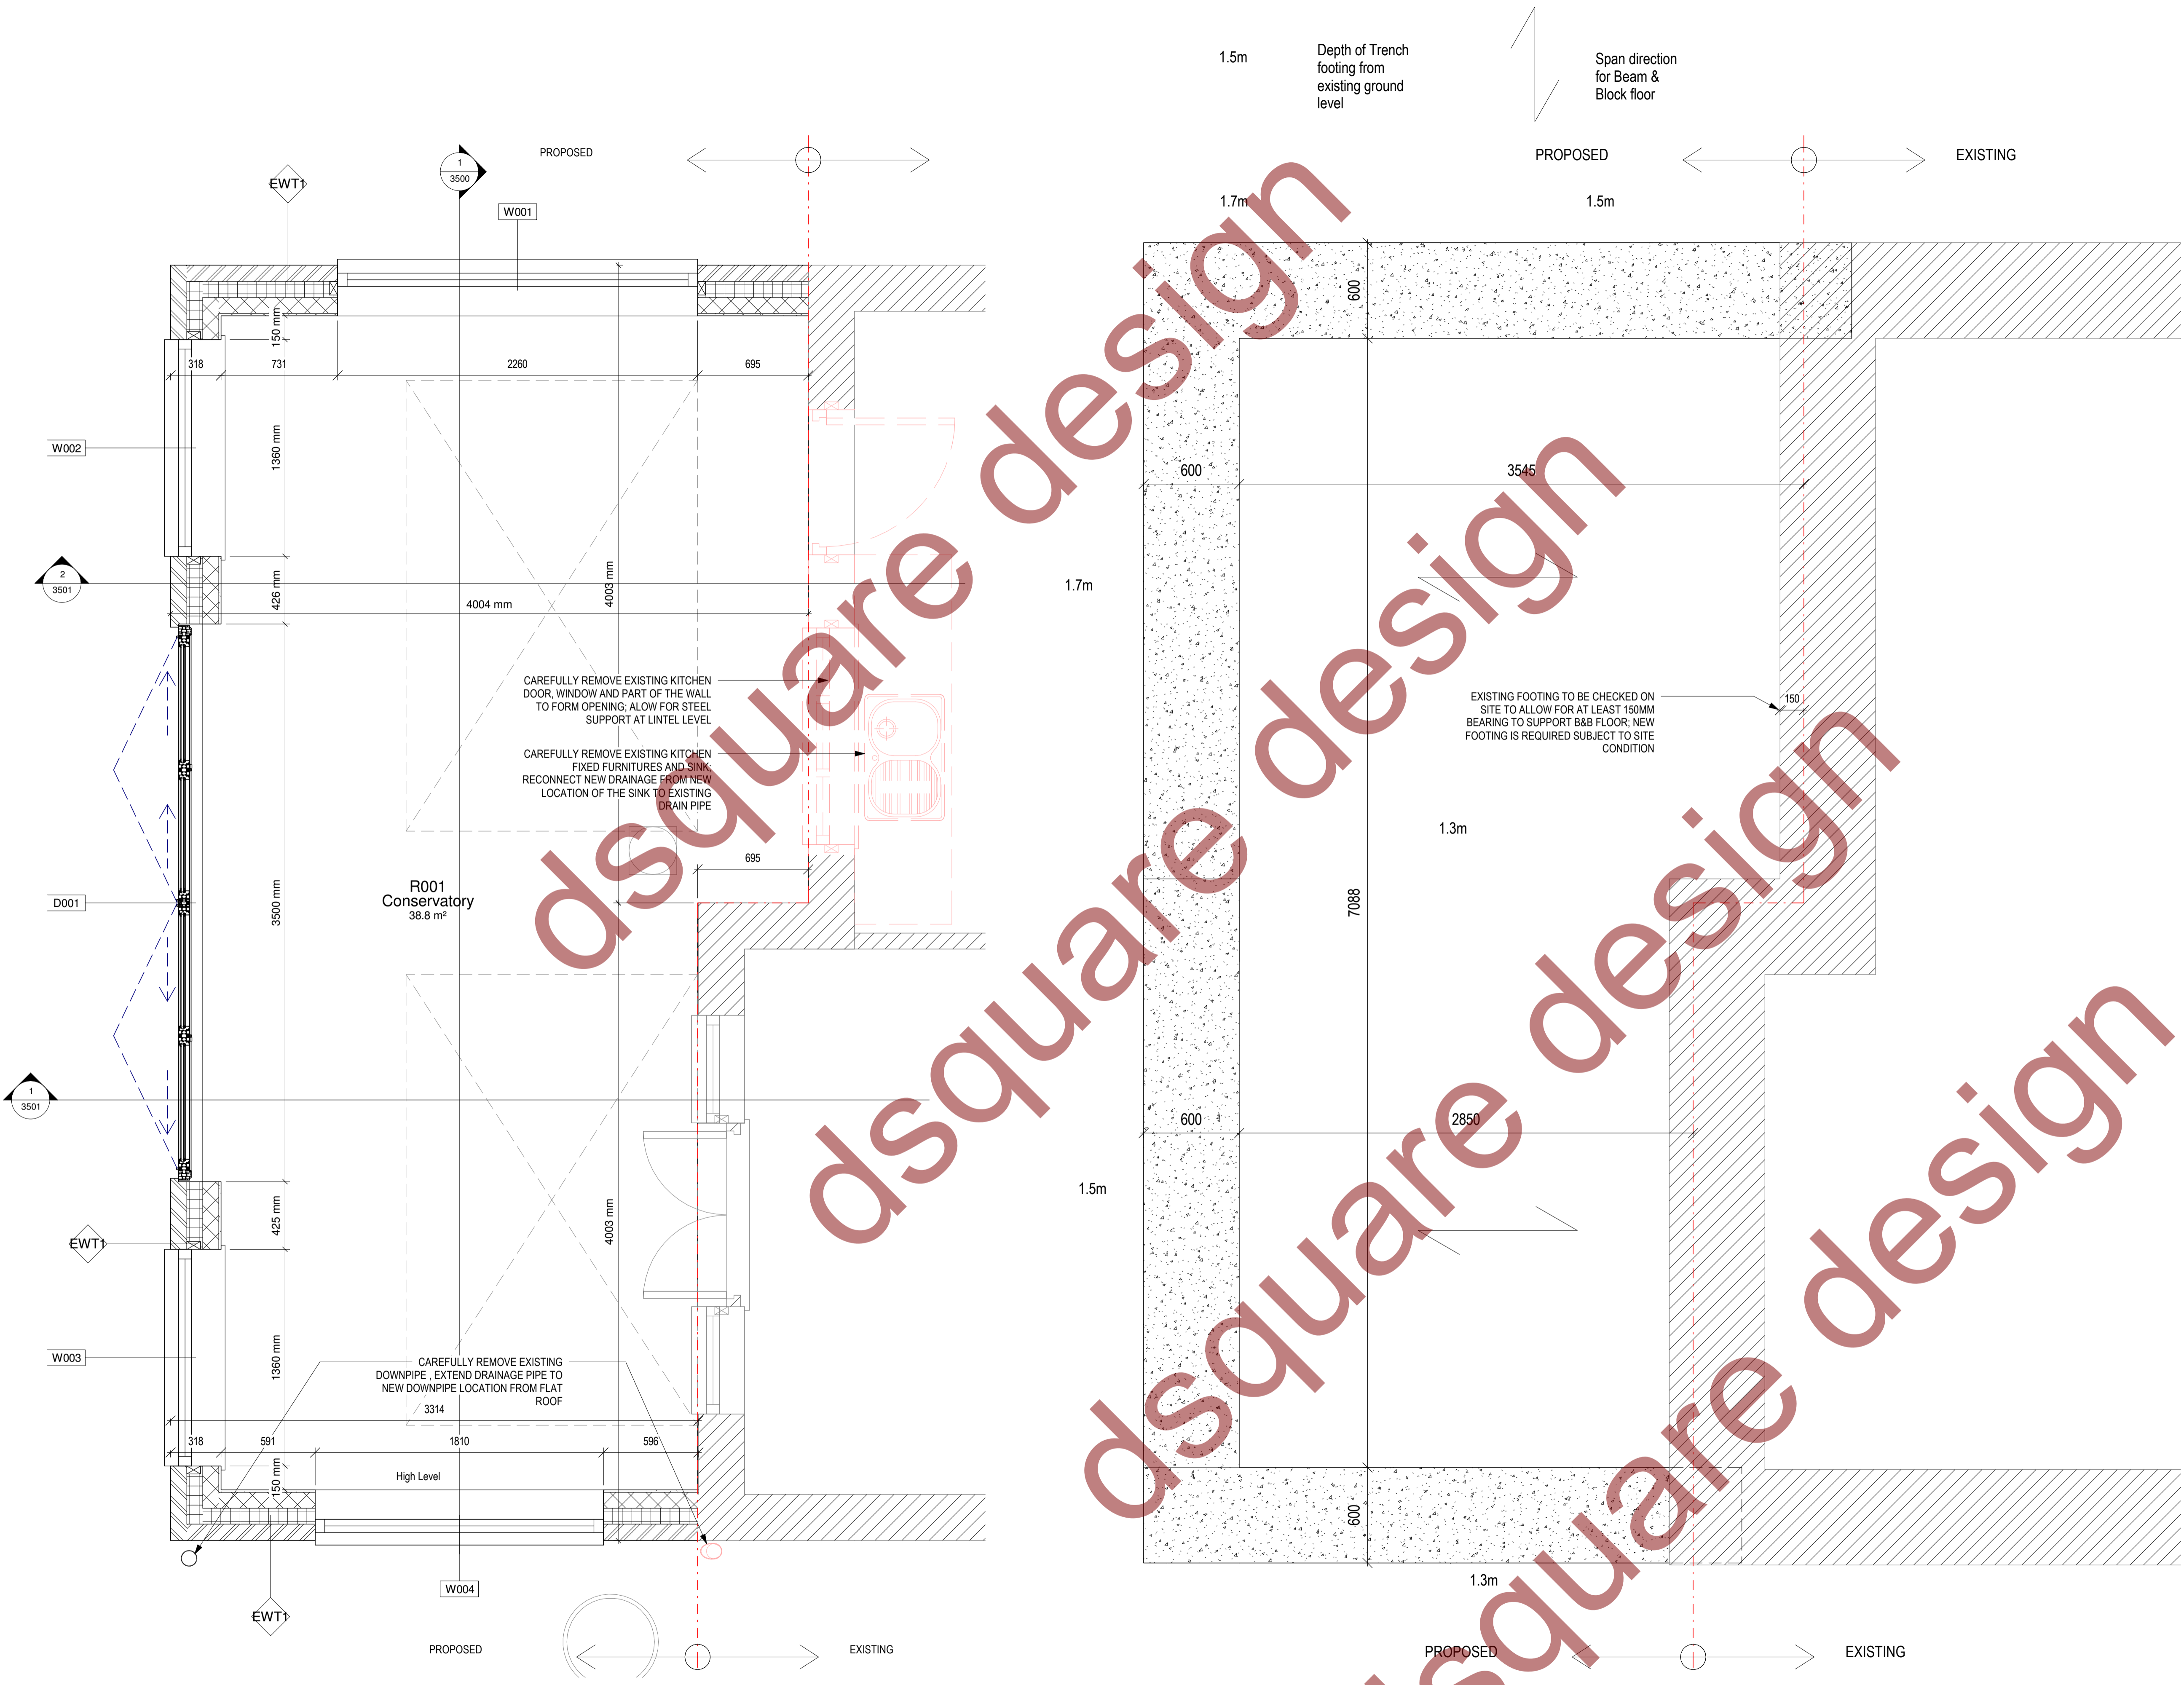 1.5m
Depth of Trench
footing from
existing ground
level
Span direction
for Beam &
Block floor
PROPOSED
1
3500
EWT1
W001
318
731
2260
695
150 mm
W002
1360 mm
2
3501
426 mm
4004 mm
4003 mm
CAREFULLY REMOVE EXISTING KITCHEN
DOOR, WINDOW AND PART OF THE WALL
TO FORM OPENING; ALOW FOR STEEL
SUPPORT AT LINTEL LEVEL
CAREFULLY REMOVE EXISTING KITCHEN
FIXED FURNITURES AND SINK;
RECONNECT NEW DRAINAGE FROM NEW
LOCATION OF THE SINK TO EXISTING
DRAIN PIPE
695
R001
Conservatory
38.8 m²
D001
3500 mm
1
3501
425 mm
4003 mm
EWT1
W003
1360 mm
CAREFULLY REMOVE EXISTING
DOWNPIPE , EXTEND DRAINAGE PIPE TO
NEW DOWNPIPE LOCATION FROM FLAT
ROOF
3314
318
591
1810
596
High Level
150 mm
W004
EWT1
PROPOSED
EXISTING
PROPOSED
EXISTING
1.7m
1.5m
600
600
3545
1.7m
EXISTING FOOTING TO BE CHECKED ON
SITE TO ALLOW FOR AT LEAST 150MM
BEARING TO SUPPORT B&B FLOOR; NEW
FOOTING IS REQUIRED SUBJECT TO SITE
CONDITION
150
1.3m
7088
600
2850
1.5m
600
1.3m
PROPOSED
EXISTING
dsquare design
dsquare design
dsquare design
dsquare design